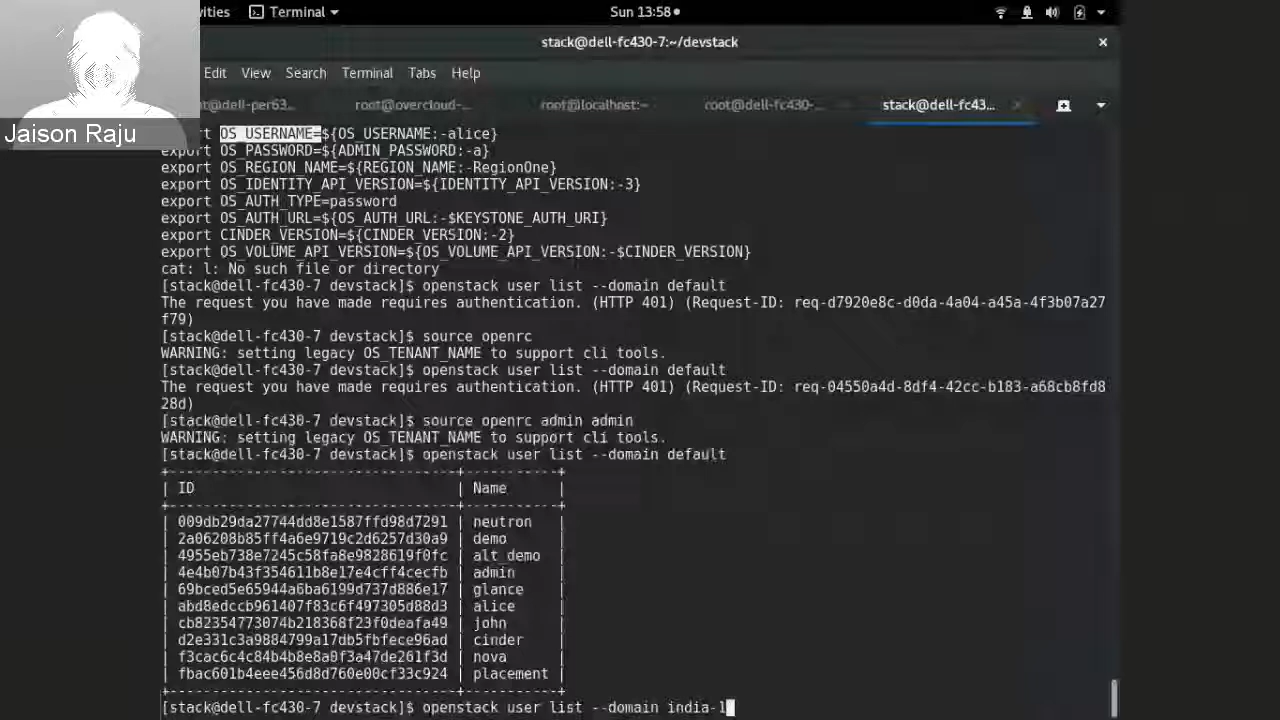 vities Terminal Sun 13:58
stack@dell-fc430-7:~/devstack
Edit View Search Terminal Tabs Help
t@dell-per63... root@overcloud-... root@localhost:~ root@dell-fc430-... stack@dell-fc43...
Jaison Raju
rt OS_USERNAME=${OS_USERNAME:-alice}
export OS_PASSWORD=${ADMIN_PASSWORD:-a}
export OS_REGION_NAME=${REGION_NAME:-RegionOne}
export OS_IDENTITY_API_VERSION=${IDENTITY_API_VERSION:-3}
export OS_AUTH_TYPE=password
export OS_AUTH_URL=${OS_AUTH_URL:-$KEYSTONE_AUTH_URI}
export CINDER_VERSION=${CINDER_VERSION:-2}
export OS_VOLUME_API_VERSION=${OS_VOLUME_API_VERSION:-$CINDER_VERSION}
cat: l: No such file or directory
[stack@dell-fc430-7 devstack]$ openstack user list --domain default
The request you have made requires authentication. (HTTP 401) (Request-ID: req-d7920e8c-d0da-4a04-a45a-4f3b07a27
f79)
[stack@dell-fc430-7 devstack]$ source openrc
WARNING: setting legacy OS_TENANT_NAME to support cli tools.
[stack@dell-fc430-7 devstack]$ openstack user list --domain default
The request you have made requires authentication. (HTTP 401) (Request-ID: req-04550a4d-8df4-42cc-b183-a68cb8fd8
28d)
[stack@dell-fc430-7 devstack]$ source openrc admin admin
WARNING: setting legacy OS_TENANT_NAME to support cli tools.
[stack@dell-fc430-7 devstack]$ openstack user list --domain default
+----------------------------------+-----------+
| ID | Name |
+----------------------------------+-----------+
| 009db29da27744dd8e1587ffd98d7291 | neutron |
| 2a06208b85ff4a6e9719c2d6257d30a9 | demo |
| 4955eb738e7245c58fa8e9828619f0fc | alt_demo |
| 4e4b07b43f354611b8e17e4cff4cecfb | admin |
| 69bced5e65944a6ba6199d737d886e17 | glance |
| abd8edccb961407f83c6f497305d88d3 | alice |
| cb82354773074b218368f23f0deafa49 | john |
| d2e331c3a9884799a17db5fbfece96ad | cinder |
| f3cac6c4c84b4b8e8a0f3a47de261f3d | nova |
| fbac601b4eee456d8d760e00cf33c924 | placement |
+----------------------------------+-----------+
[stack@dell-fc430-7 devstack]$ openstack user list --domain india-1